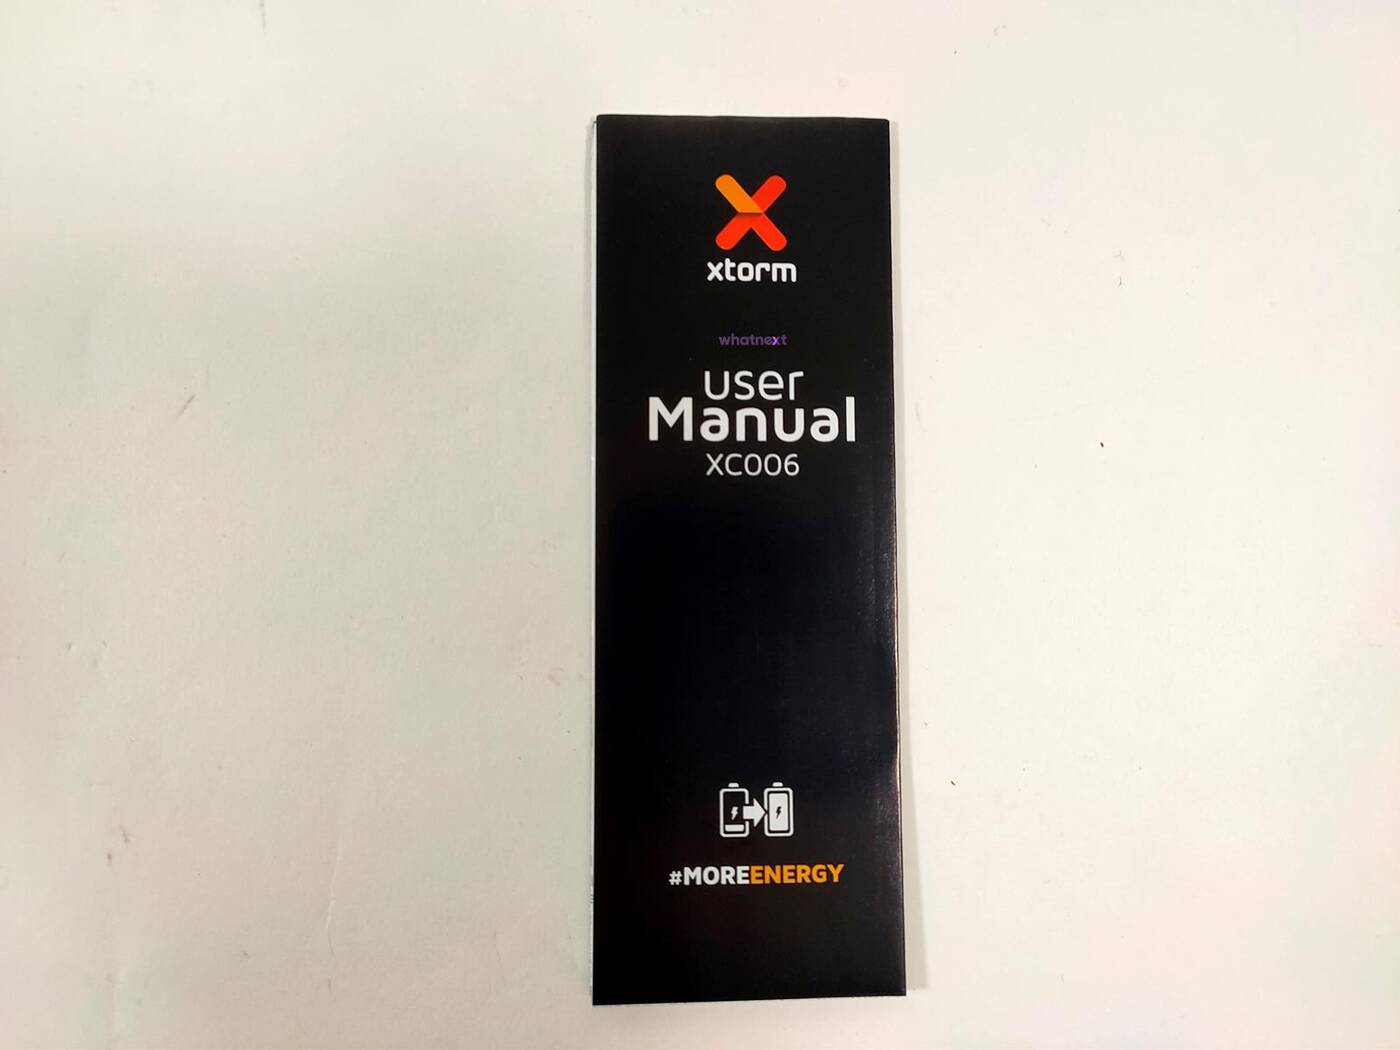 xtorm
whatnext
user
Manual
XC006
#MOREENERGY